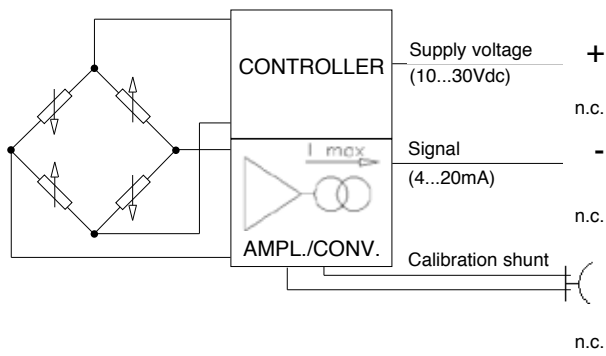 CONTROLLER
Supply voltage
+
(10...30Vdc)
n.c.
I max
Signal
-
(4...20mA)
n.c.
AMPL./CONV.
Calibration shunt
n.c.